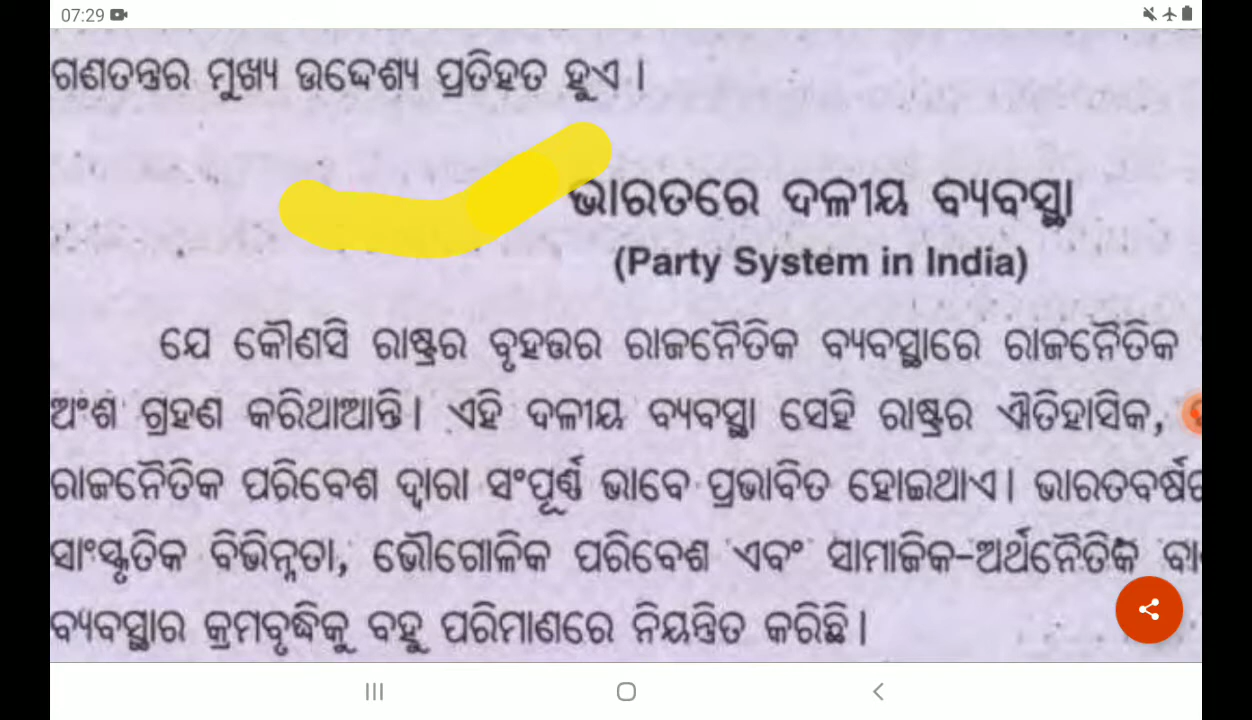 07:29
ଗଣତନ୍ତ୍ରର ମୁଖ୍ୟ ଉଦ୍ଦେଶ୍ୟ ପ୍ରତିହତ ହୁଏ ।
ଭାରତରେ ଦଳୀୟ ବ୍ୟବସ୍ଥା
(Party System in India)
ଯେ କୌଣସି ରାଷ୍ଟ୍ରର ବୃହତ୍ତର ରାଜନୈତିକ ବ୍ୟବସ୍ଥାରେ ରାଜନୈତିକ
ଅଂଶ ଗ୍ରହଣ କରିଥାଆନ୍ତି । ଏହି ଦଳୀୟ ବ୍ୟବସ୍ଥା ସେହି ରାଷ୍ଟ୍ରର ଐତିହାସିକ,
ରାଜନୈତିକ ପରିବେଶ ଦ୍ୱାରା ସଂପୂର୍ଣ୍ଣ ଭାବେ ପ୍ରଭାବିତ ହୋଇଥାଏ । ଭାରତବର୍ଷର
ସାଂସ୍କୃତିକ ବିଭିନ୍ନତା, ଭୌଗୋଳିକ ପରିବେଶ ଏବଂ ସାମାଜିକ-ଅର୍ଥନୈତିକ
ବ୍ୟବସ୍ଥାର କ୍ରମବୃଦ୍ଧିକୁ ବହୁ ପରିମାଣରେ ନିୟନ୍ତ୍ରିତ କରିଛି ।